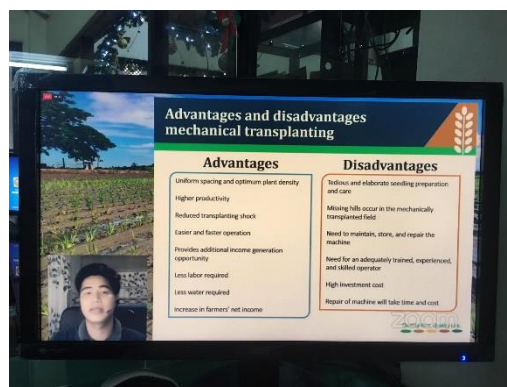 Advantages and disadvantages
mechanical transplanting
Advantages
Uniform spacing and optimum plant density
Higher productivity
Reduced transplanting shock
Easier and faster operation
Provides additional income generation
opportunity
Less labor required
Less water required
Increase in farmers' net income
Disadvantages
Tedious and elaborate seedling preparation
and care
Missing hills occur in the mechanically
transplanted field
Need to maintain, store, and repair the
machine
Need for an adequately trained, experienced,
and skilled operator
High investment cost
Repair of machine will take time and cost
zoom
3